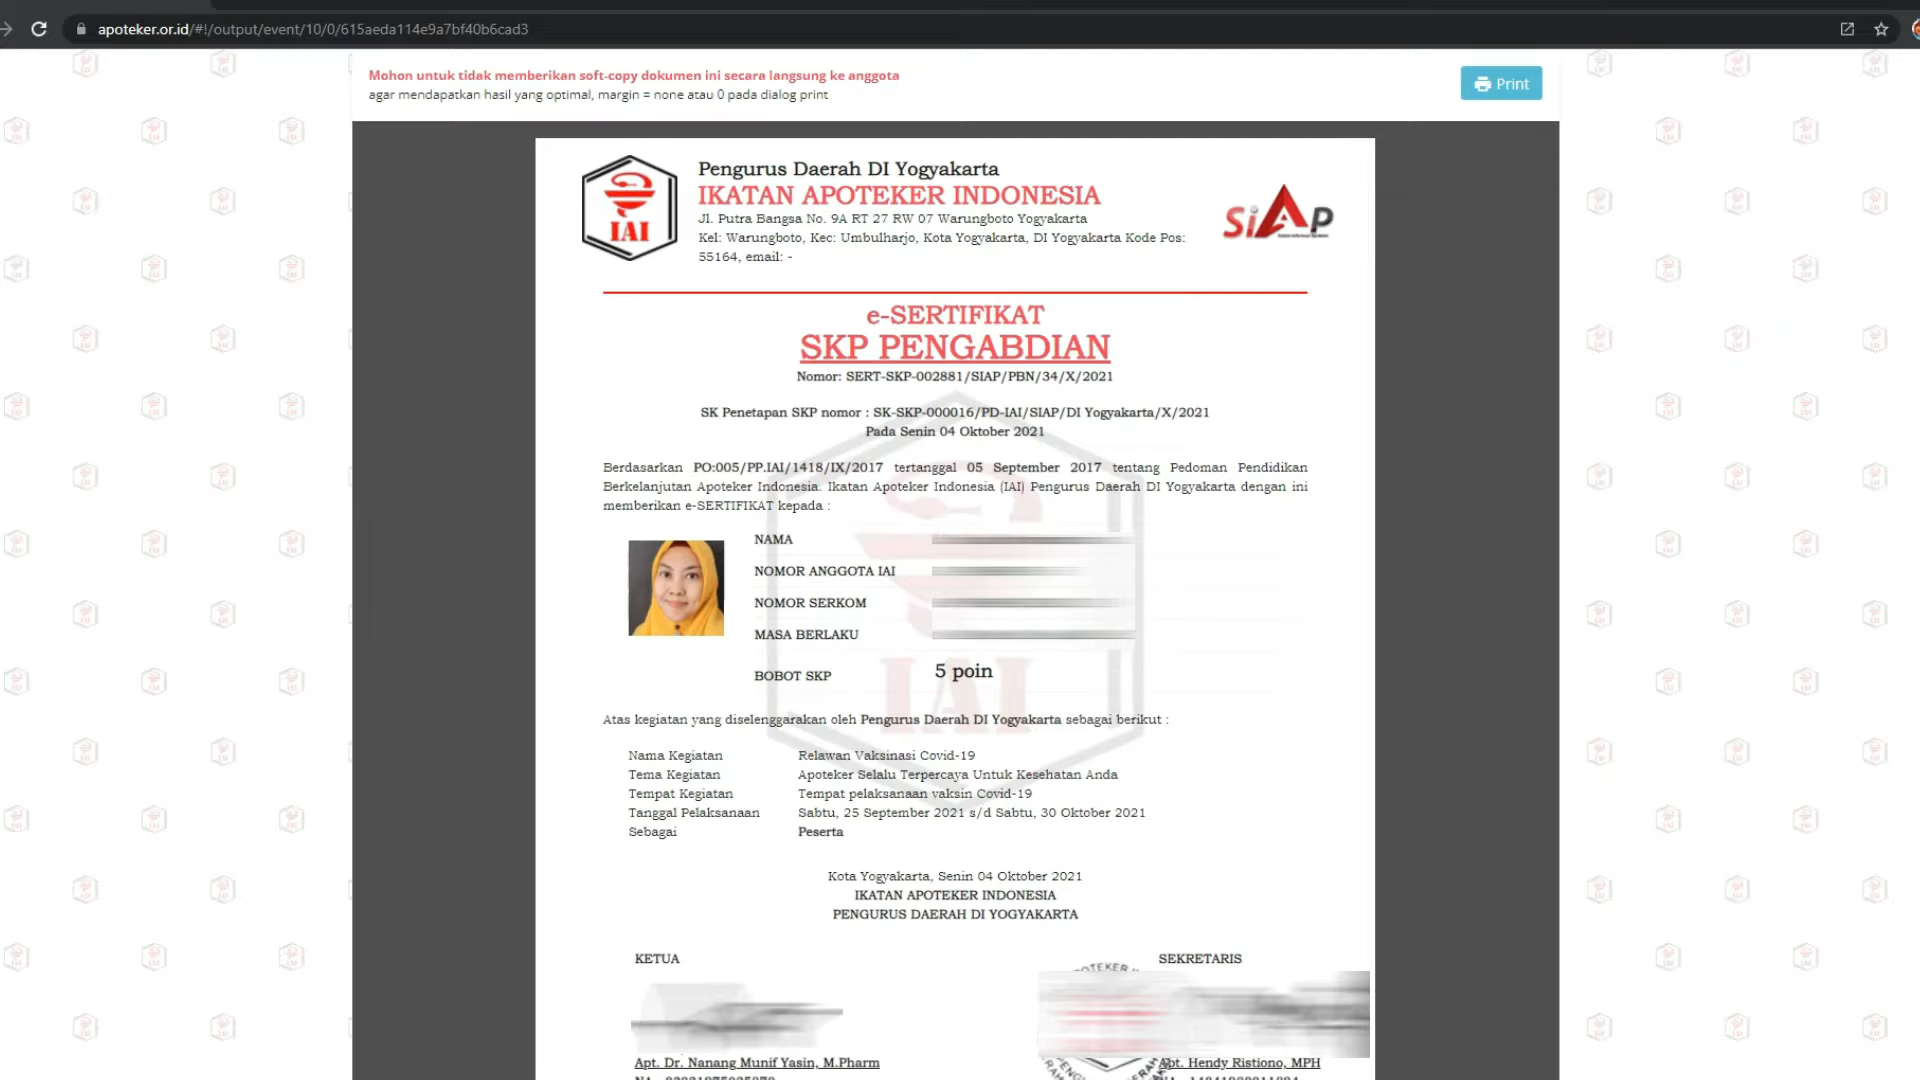 apoteker.or.id/#!/output/event/10/0/615aeda114e9a7bf40b6cad3
Mohon untuk tidak memberikan soft-copy dokumen ini secara langsung ke anggota
agar mendapatkan hasil yang optimal, margin = none atau 0 pada dialog print
Print
IAI
Pengurus Daerah DI Yogyakarta
IKATAN APOTEKER INDONESIA
Jl. Putra Bangsa No. 9A RT 27 RW 07 Warungboto Yogyakarta
Kel: Warungboto, Kec: Umbulharjo, Kota Yogyakarta, DI Yogyakarta Kode Pos:
55164, email: -
SiAP
e-SERTIFIKAT
SKP PENGABDIAN
Nomor: SERT-SKP-002881/SIAP/PBN/34/X/2021
SK Penetapan SKP nomor : SK-SKP-000016/PD-IAI/SIAP/DI Yogyakarta/X/2021
Pada Senin 04 Oktober 2021
Berdasarkan PO:005/PP.IAI/1418/IX/2017 tertanggal 05 September 2017 tentang Pedoman Pendidikan
Berkelanjutan Apoteker Indonesia. Ikatan Apoteker Indonesia (IAI) Pengurus Daerah DI Yogyakarta dengan ini
memberikan e-SERTIFIKAT kepada :
NAMA
NOMOR ANGGOTA IAI
NOMOR SERKOM
MASA BERLAKU
BOBOT SKP 5 poin
IAI
Atas kegiatan yang diselenggarakan oleh Pengurus Daerah DI Yogyakarta sebagai berikut :
Nama Kegiatan Relawan Vaksinasi Covid-19
Tema Kegiatan Apoteker Selalu Terpercaya Untuk Kesehatan Anda
Tempat Kegiatan Tempat pelaksanaan vaksin Covid-19
Tanggal Pelaksanaan Sabtu, 25 September 2021 s/d Sabtu, 30 Oktober 2021
Sebagai Peserta
Kota Yogyakarta, Senin 04 Oktober 2021
IKATAN APOTEKER INDONESIA
PENGURUS DAERAH DI YOGYAKARTA
KETUA SEKRETARIS
Apt. Dr. Nanang Munif Yasin, M.Pharm Apt. Hendy Ristiono, MPH